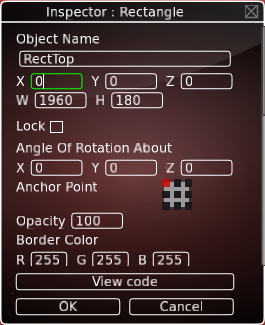 Inspector : Rectangle
Object Name
RectTop
X 0 Y 0 Z 0
W 1960 H 180
Lock
Angle Of Rotation About
X 0 Y 0 Z 0
Anchor Point
Opacity 100
Border Color
R 255 G 255 B 255
View code
OK Cancel